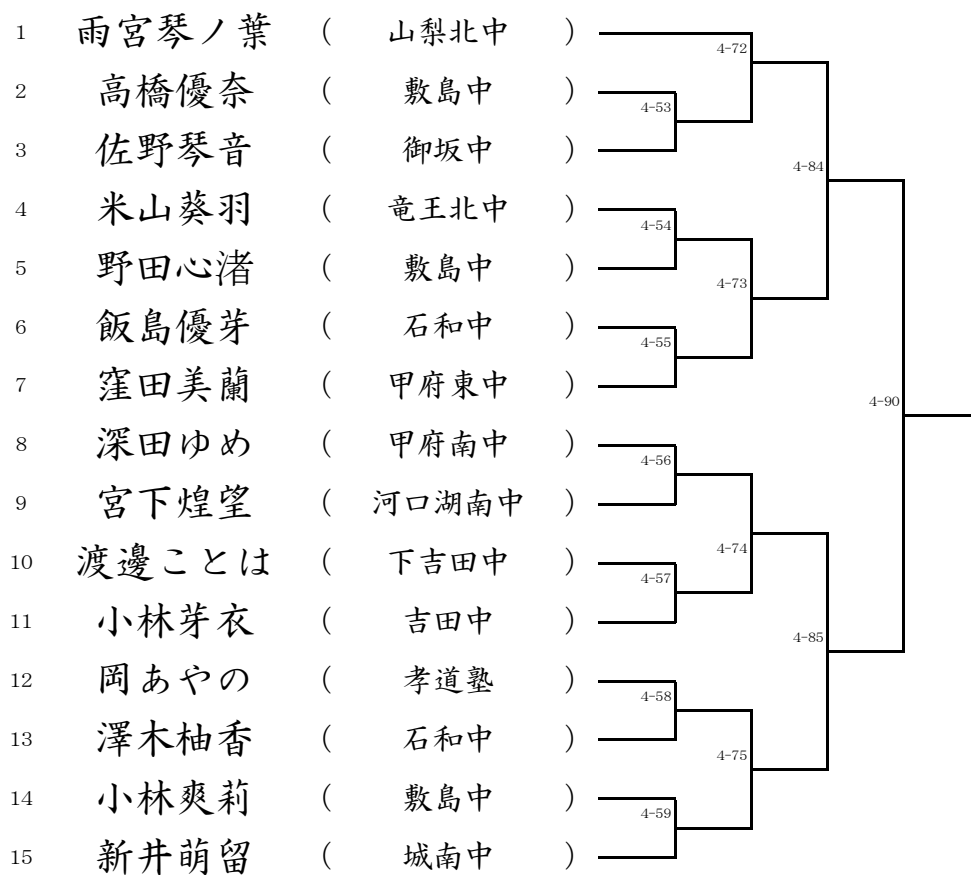 1 雨宮琴ノ葉 ( 山梨北中 )
4-72
2 高橋優奈 ( 敷島中 )
4-53
3 佐野琴音 ( 御坂中 )
4-84
4 米山葵羽 ( 竜王北中 )
4-54
5 野田心渚 ( 敷島中 )
4-73
6 飯島優芽 ( 石和中 )
4-55
7 窪田美蘭 ( 甲府東中 )
4-90
8 深田ゆめ ( 甲府南中 )
4-56
9 宮下煌望 ( 河口湖南中 )
4-74
10 渡邊ことは ( 下吉田中 )
4-57
11 小林芽衣 ( 吉田中 )
4-85
12 岡あやの ( 孝道塾 )
4-58
13 澤木柚香 ( 石和中 )
4-75
14 小林爽莉 ( 敷島中 )
4-59
15 新井萌留 ( 城南中 )